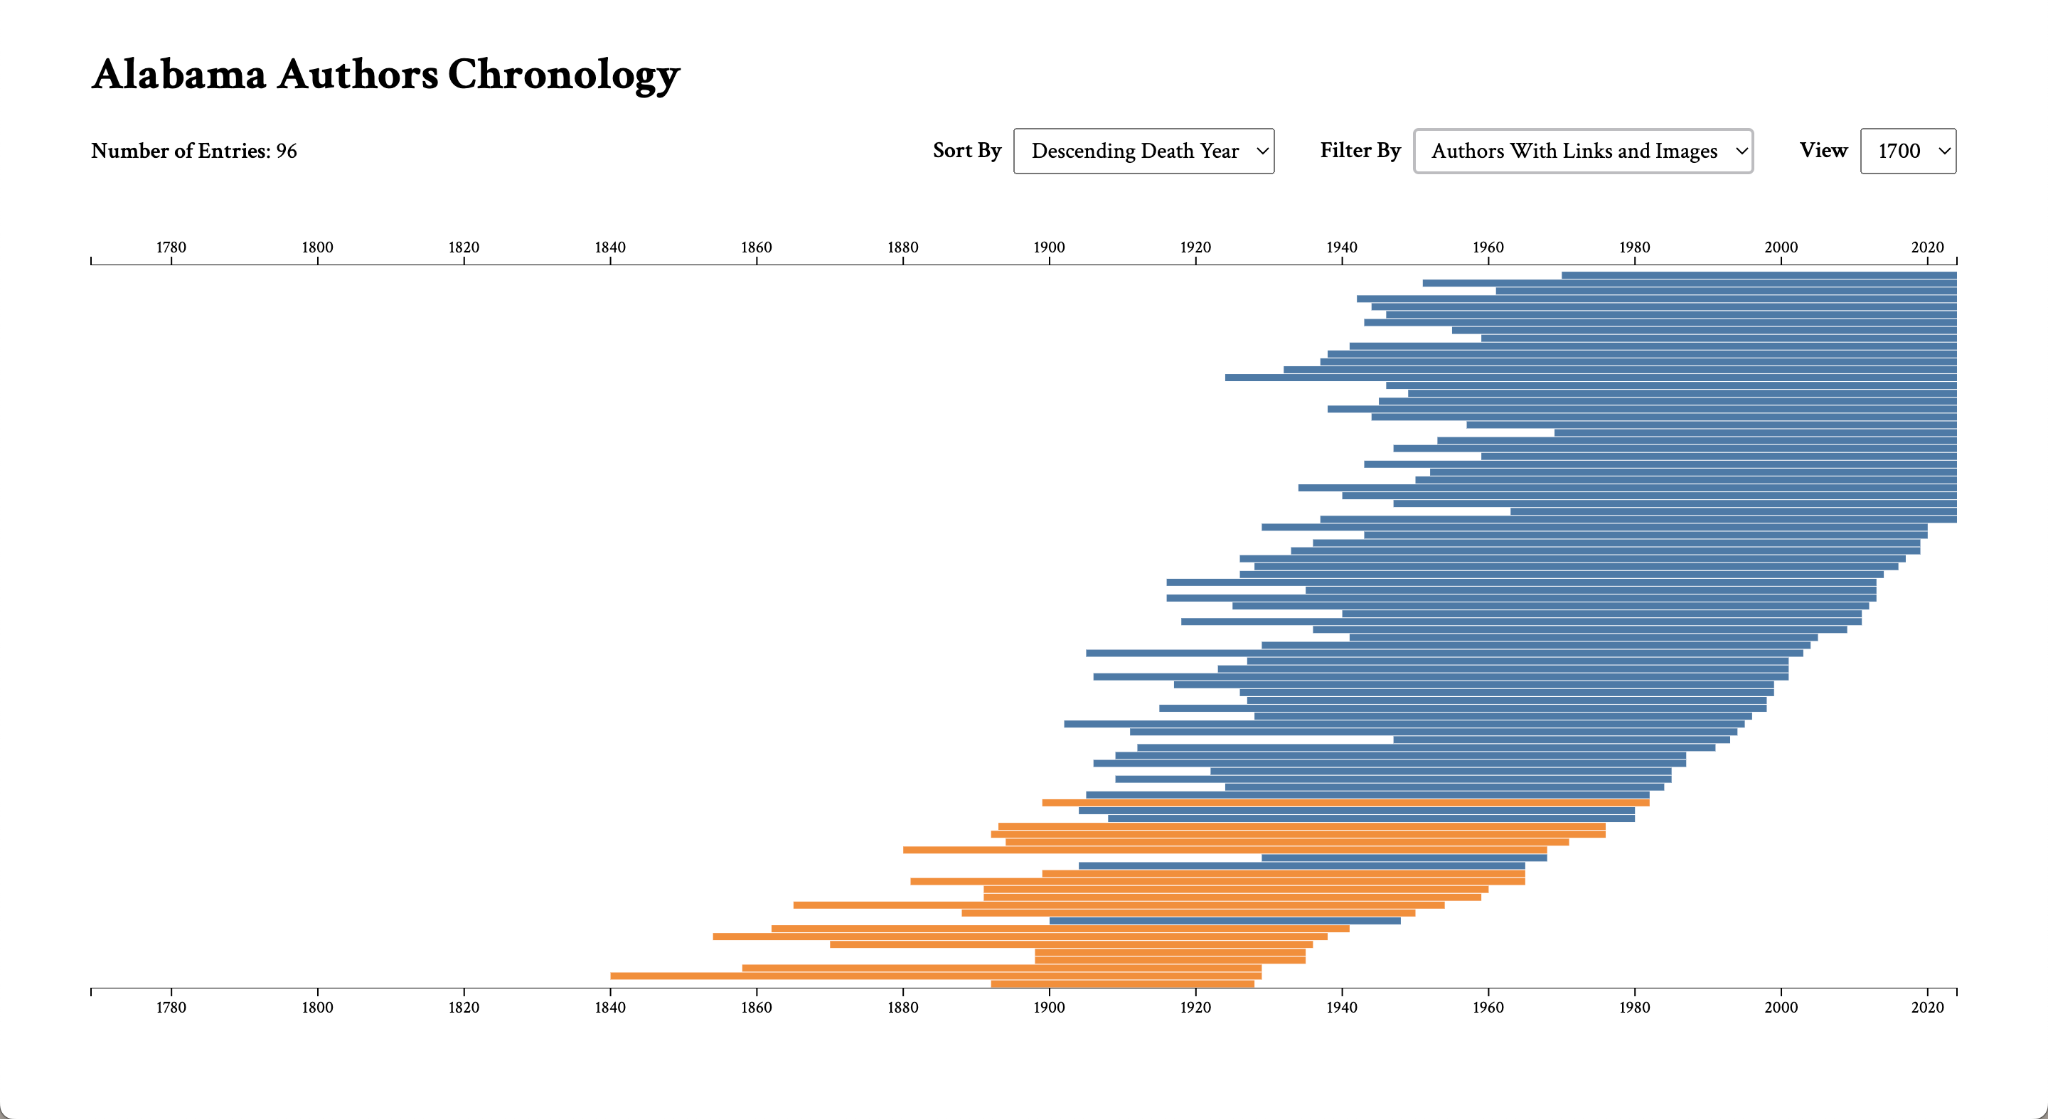 Alabama Authors Chronology
Number of Entries: 96 Sort By Descending Death Year Filter By Authors With Links and Images View 1700
1780 1800 1820 1840 1860 1880 1900 1920 1940 1960 1980 2000 2020
1780 1800 1820 1840 1860 1880 1900 1920 1940 1960 1980 2000 2020